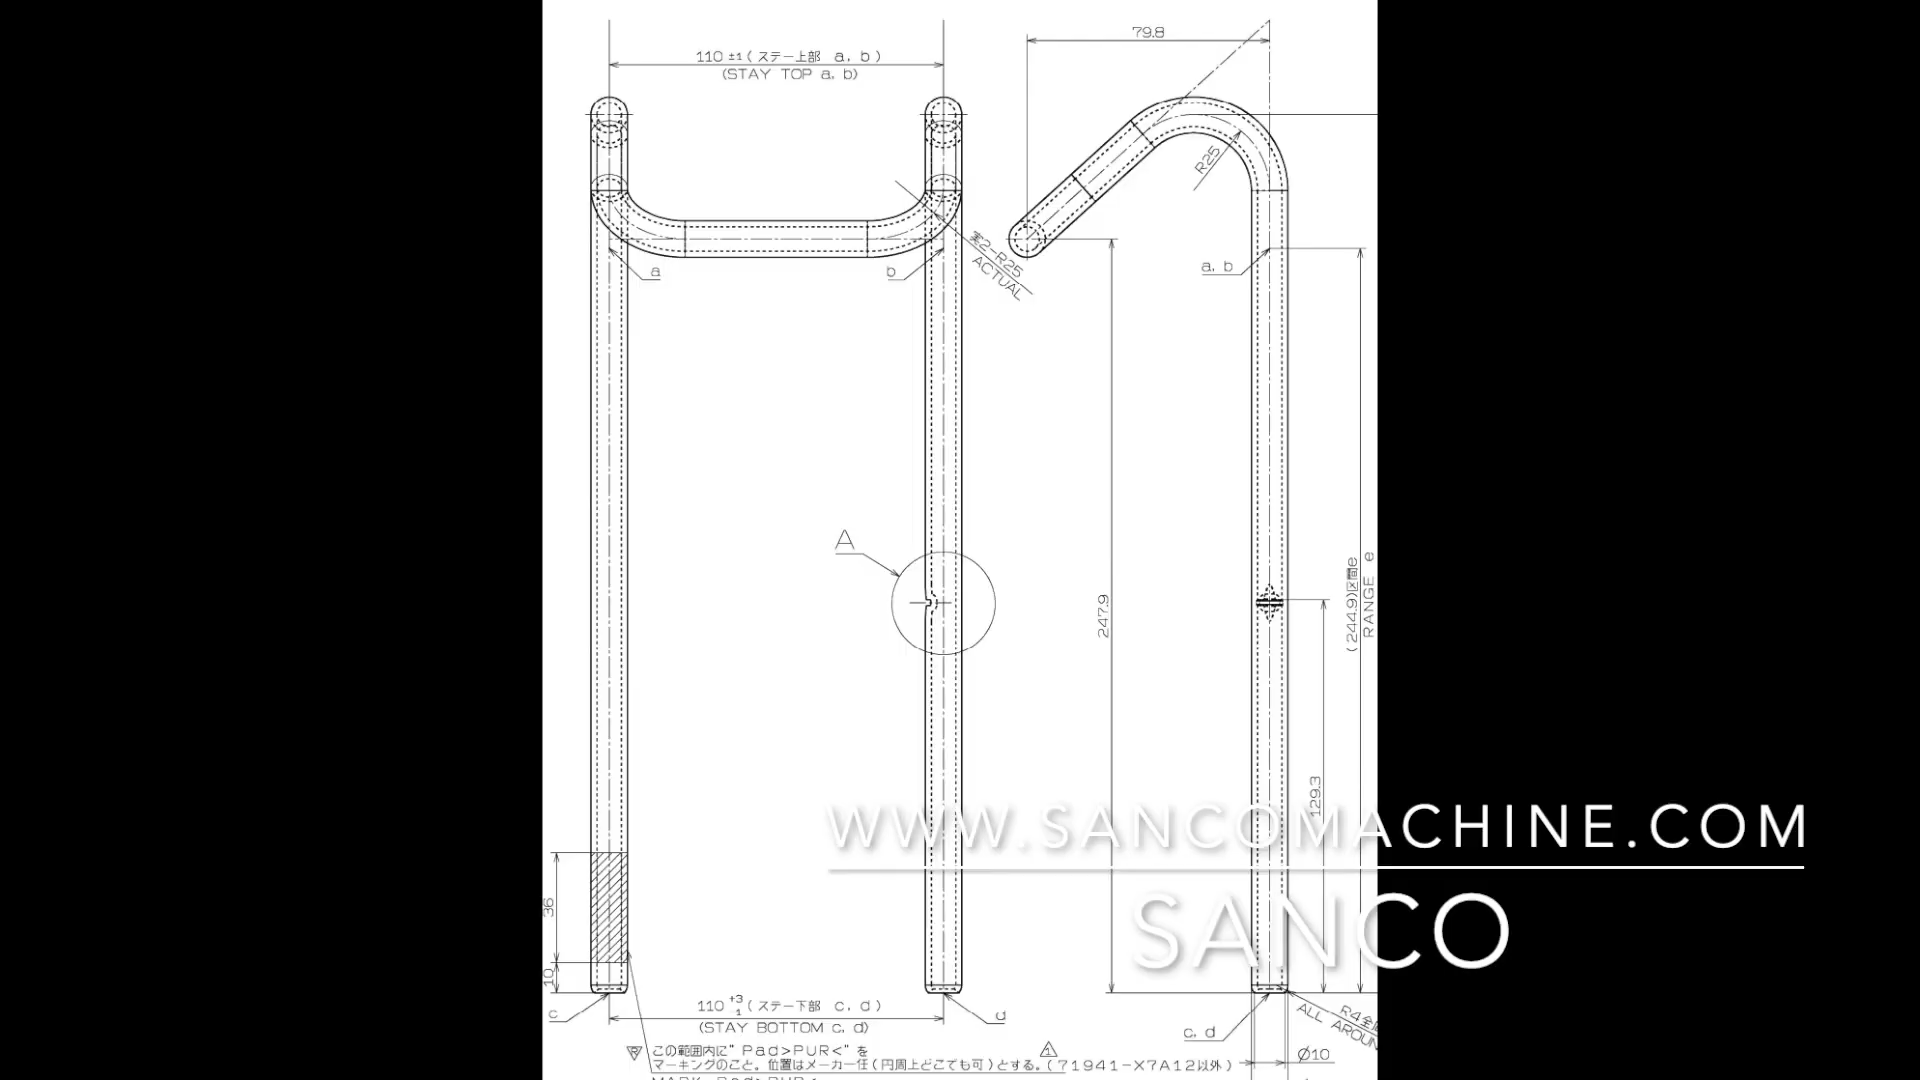 79.8
110 ±1 ( ステー上部 a, b )
(STAY TOP a, b)
R25
実2-R25
ACTUAL
a
b
a, b
A
247.9
(244.9)区間e
RANGE e
129.3
WWW.SANCOMACHINE.COM
SANCO
36
10
110 +3 1 ( ステー下部 c, d )
(STAY BOTTOM c, d)
c
d
c, d
R4全
ALL AROUN
Ø10
R この範囲内に" Pad>PUR<" を
1
マーキングのこと。位置はメーカー任(円周上どこでも可)とする。(71941-X7A12以外)